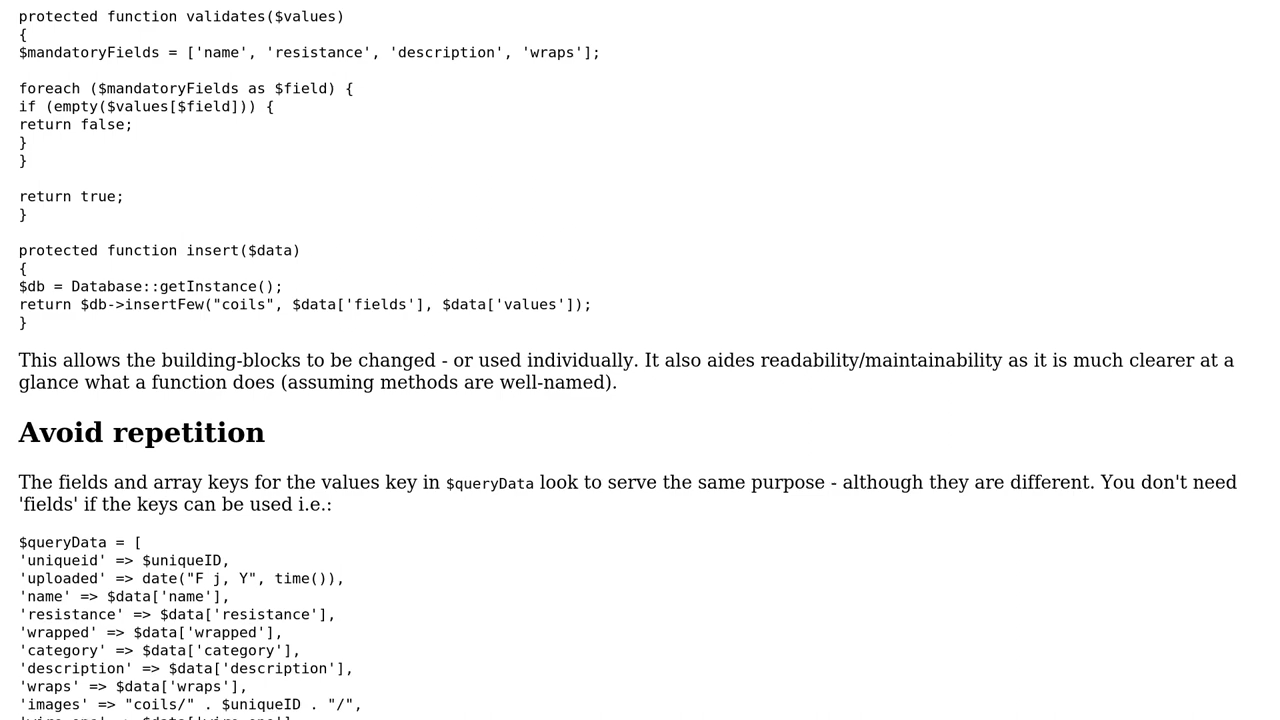 protected function validates($values)
{
$mandatoryFields = ['name', 'resistance', 'description', 'wraps'];
foreach ($mandatoryFields as $field) {
if (empty($values[$field])) {
return false;
}
}
return true;
}
protected function insert($data)
{
$db = Database::getInstance();
return $db->insertFew("coils", $data['fields'], $data['values']);
}
This allows the building-blocks to be changed - or used individually. It also aides readability/maintainability as it is much clearer at a
glance what a function does (assuming methods are well-named).
Avoid repetition
The fields and array keys for the values key in $queryData look to serve the same purpose - although they are different. You don't need
'fields' if the keys can be used i.e.:
$queryData = [
'uniqueid' => $uniqueID,
'uploaded' => date("F j, Y", time()),
'name' => $data['name'],
'resistance' => $data['resistance'],
'wrapped' => $data['wrapped'],
'category' => $data['category'],
'description' => $data['description'],
'wraps' => $data['wraps'],
'images' => "coils/" . $uniqueID . "/",